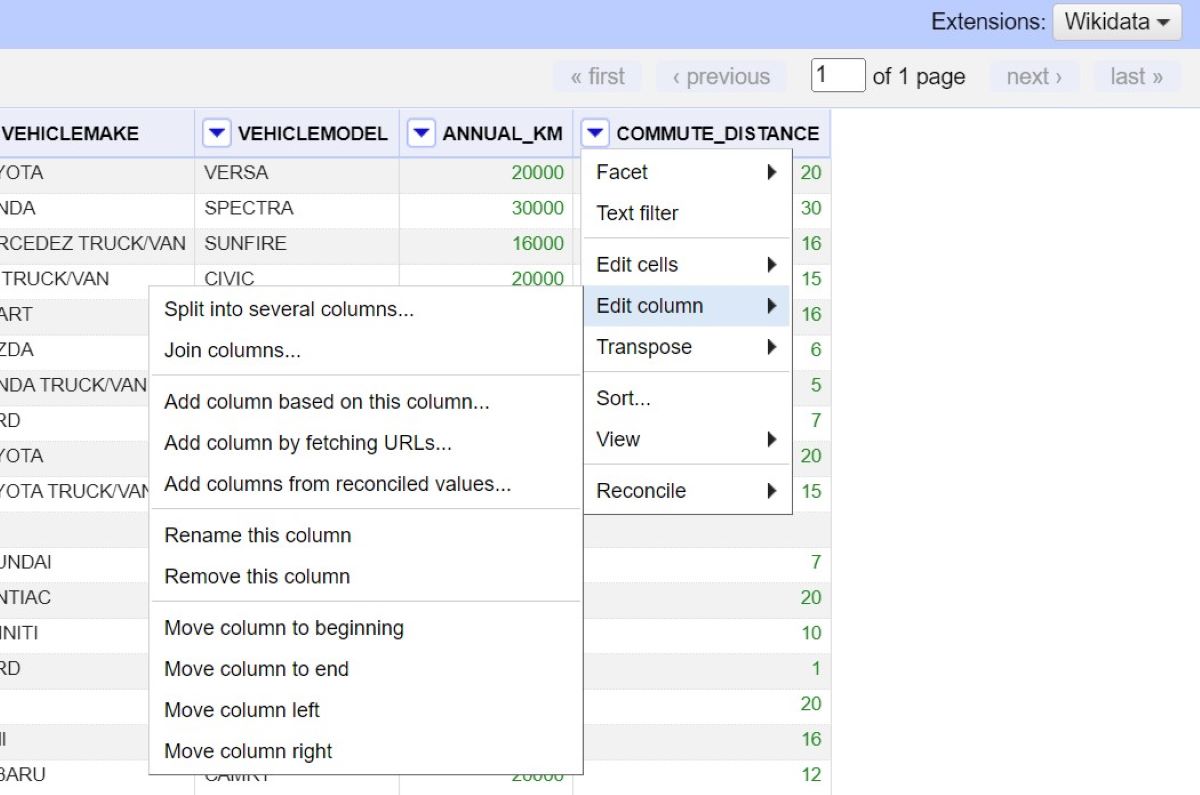 Extensions: Wikidata
« first ‹ previous 1 of 1 page next › last »
VEHICLEMAKE VEHICLEMODEL ANNUAL_KM COMMUTE_DISTANCE
YOTA VERSA 20000 20
NDA SPECTRA 30000 30
RCEDEZ TRUCK/VAN SUNFIRE 16000 16
TRUCK/VAN CIVIC 20000 15
ART 16
ZDA 6
NDA TRUCK/VAN 5
RD 7
YOTA 20
YOTA TRUCK/VAN 15
UNDAI 7
NTIAC 20
INITI 10
RD 1
20
16
BARU CAMRY 20000 12
Facet
Text filter
Edit cells
Edit column
Transpose
Sort...
View
Reconcile
Split into several columns...
Join columns...
Add column based on this column...
Add column by fetching URLs...
Add columns from reconciled values...
Rename this column
Remove this column
Move column to beginning
Move column to end
Move column left
Move column right